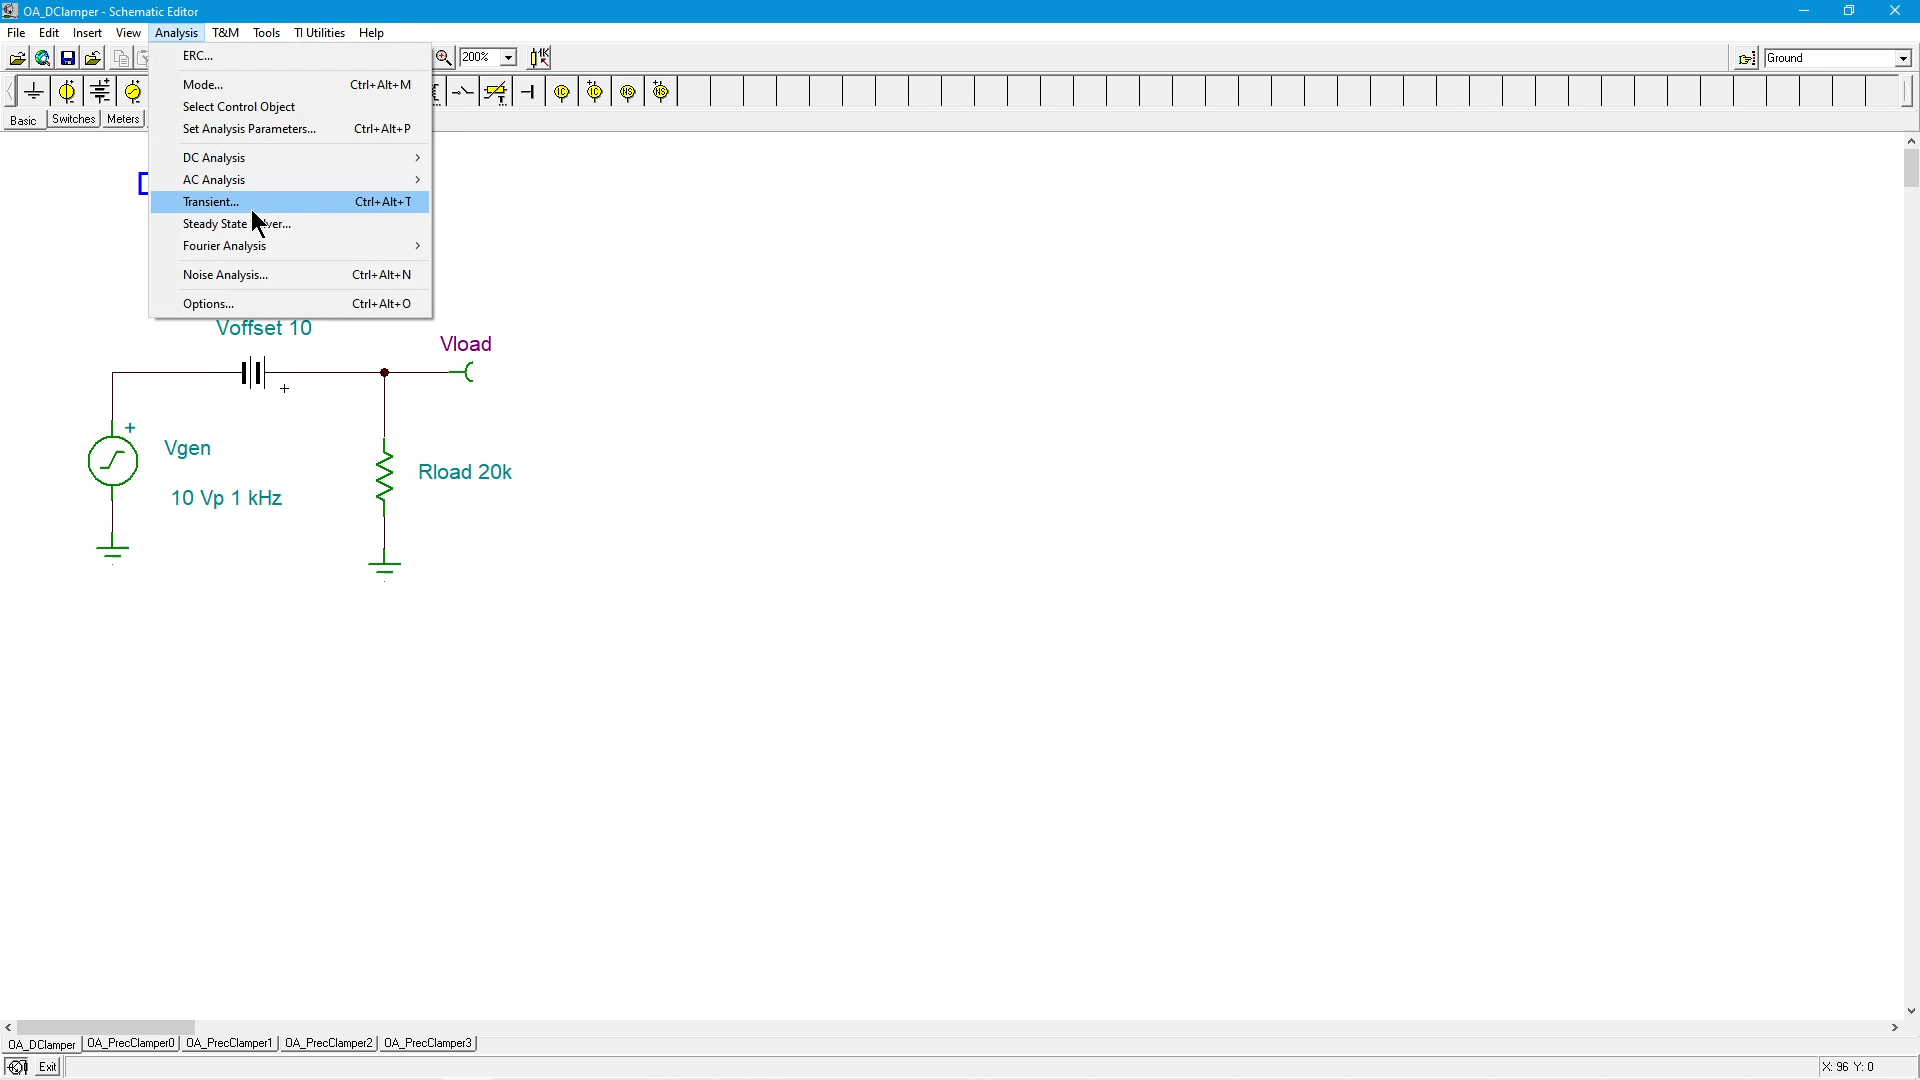 OA_DClamper - Schematic Editor
File Edit Insert View Analysis T&M Tools TI Utilities Help
200%
Ground
Basic Switches Meters
ERC...
Mode... Ctrl+Alt+M
Select Control Object
Set Analysis Parameters... Ctrl+Alt+P
DC Analysis
AC Analysis
Transient... Ctrl+Alt+T
Steady State
Fourier Analysis
Noise Analysis... Ctrl+Alt+N
Options... Ctrl+Alt+O
Voffset 10
Vload
+
+
Vgen
Rload 20k
10 Vp 1 kHz
OA_DClamper OA_PrecClamper0 OA_PrecClamper1 OA_PrecClamper2 OA_PrecClamper3
Exit X: 96 Y: 0